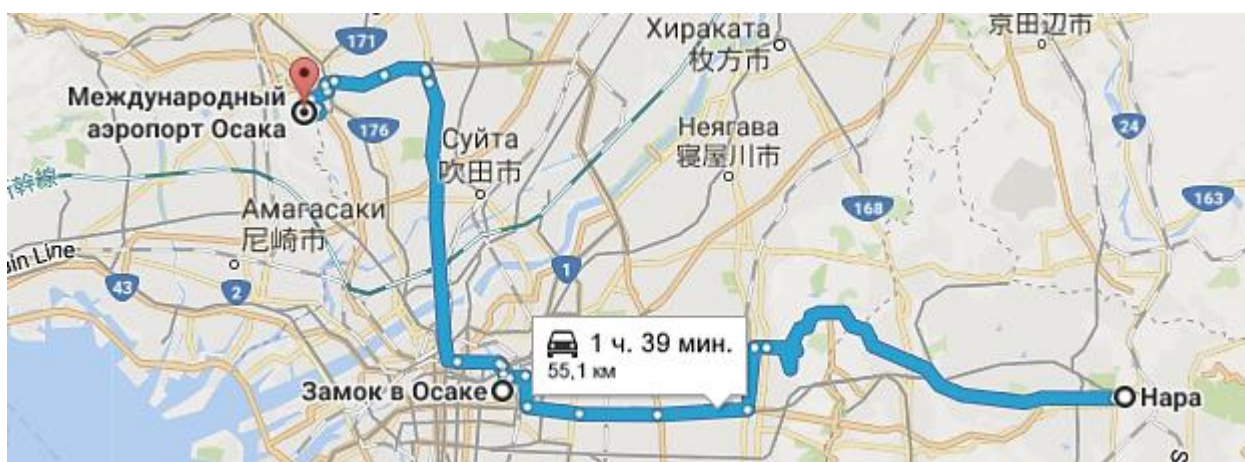 171
Хираката
枚方市
京田辺市
Международный
аэропорт Осака
176
24
Суйта
吹田市
Неягава
寝屋川市
163
幹線
168
Амагасаки
尼崎市
in Line
1
43
2
1 ч. 39 мин.
55,1 км
Замок в Осаке
Нара
S